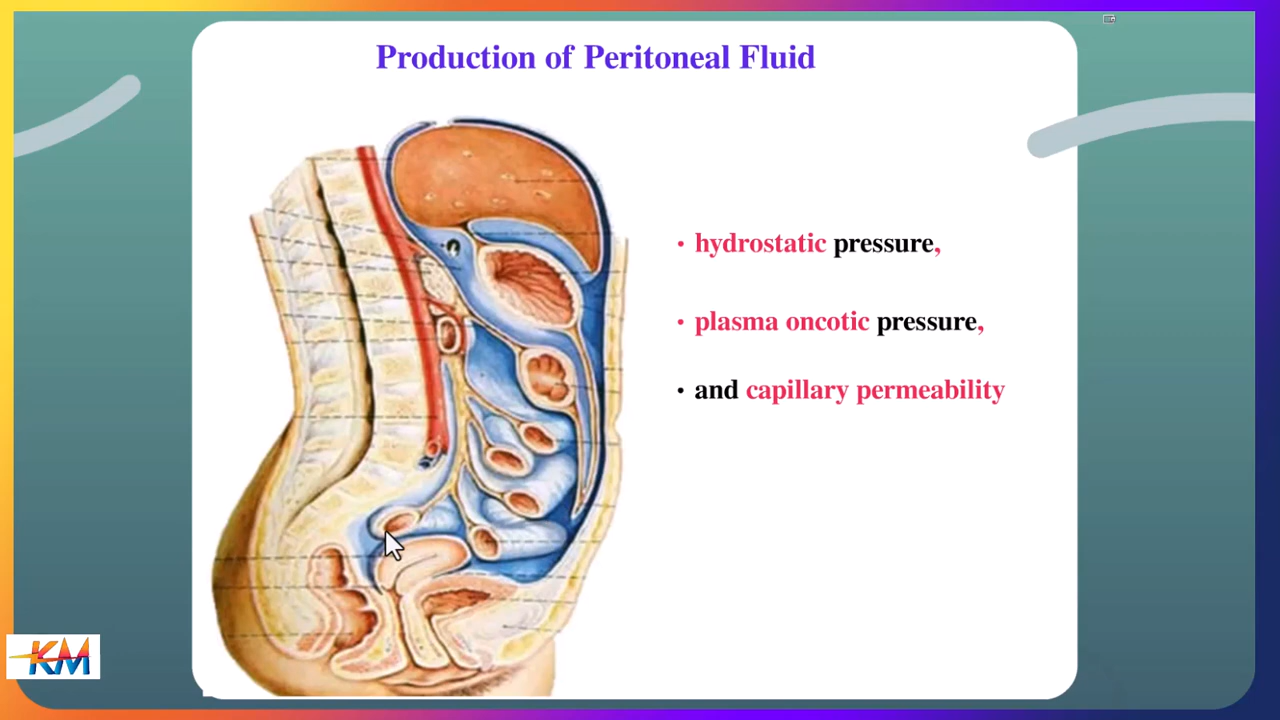 Production of Peritoneal Fluid
• hydrostatic pressure,
• plasma oncotic pressure,
• and capillary permeability
KM